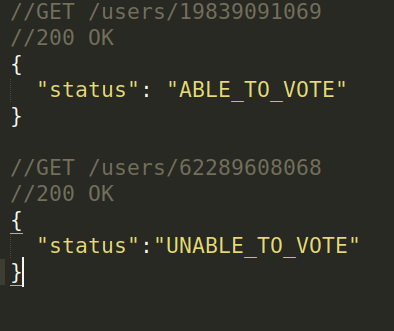 //GET /users/19839091069
//200 OK
{
"status": "ABLE_TO_VOTE"
}
//GET /users/62289608068
//200 OK
{
"status":"UNABLE_TO_VOTE"
}